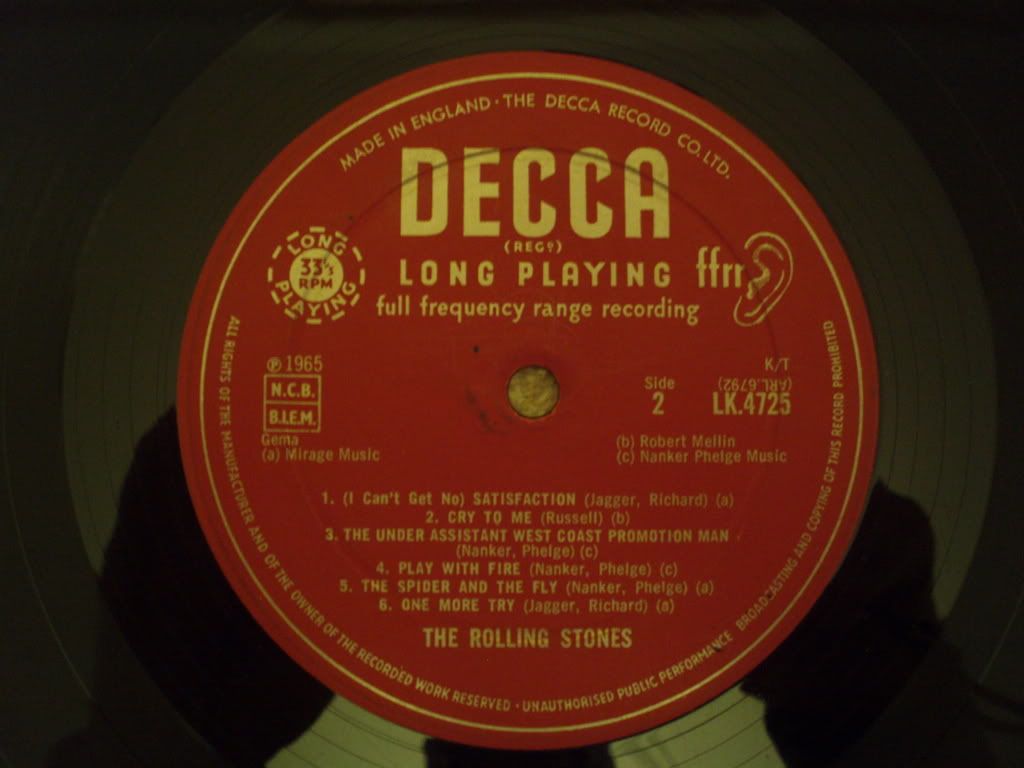 MADE IN ENGLAND · THE DECCA RECORD CO. LTD.
DECCA
(REGD)
LONG PLAYING ffrr
full frequency range recording
LONG
33⅓
RPM
PLAYING
℗ 1965
N.C.B.
B.I.E.M.
Gema
(a) Mirage Music
K/T
(ARL.6792)
Side
2
LK.4725
(b) Robert Mellin
(c) Nanker Phelge Music
1. (I Can't Get No) SATISFACTION (Jagger, Richard) (a)
2. CRY TO ME (Russell) (b)
3. THE UNDER ASSISTANT WEST COAST PROMOTION MAN
(Nanker, Phelge) (c)
4. PLAY WITH FIRE (Nanker, Phelge) (c)
5. THE SPIDER AND THE FLY (Nanker, Phelge) (a)
6. ONE MORE TRY (Jagger, Richard) (a)
THE ROLLING STONES
ALL RIGHTS OF THE MANUFACTURER AND OF THE OWNER OF THE RECORDED WORK RESERVED · UNAUTHORISED PUBLIC PERFORMANCE BROADCASTING AND COPYING OF THIS RECORD PROHIBITED